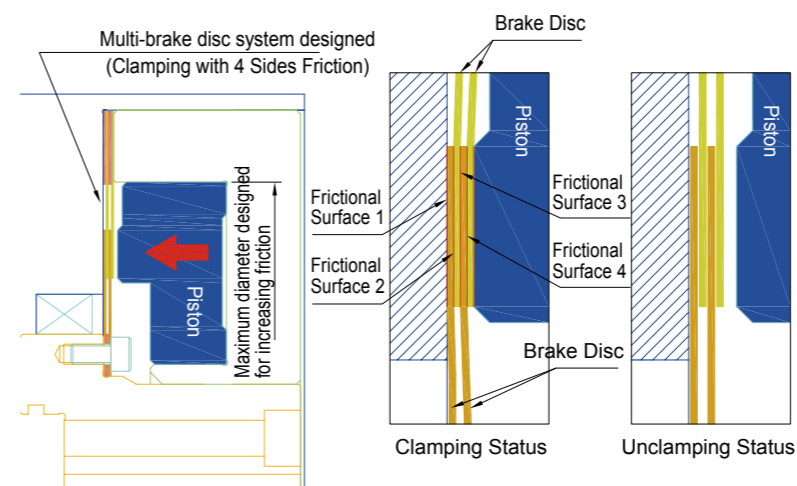 Multi-brake disc system designed
(Clamping with 4 Sides Friction)
Piston
Maximum diameter designed
for increasing friction
Brake Disc
Piston
Frictional
Surface 1
Frictional
Surface 2
Frictional
Surface 3
Frictional
Surface 4
Brake Disc
Clamping Status
Piston
Unclamping Status